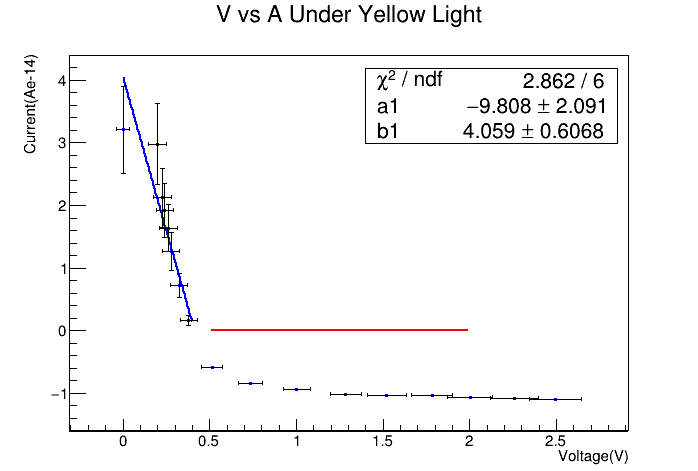 V vs A Under Yellow Light
Current(Ae-14)
χ² / ndf 2.862 / 6
a1 −9.808 ± 2.091
b1 4.059 ± 0.6068
4
3
2
1
0
−1
0 0.5 1 1.5 2 2.5
Voltage(V)